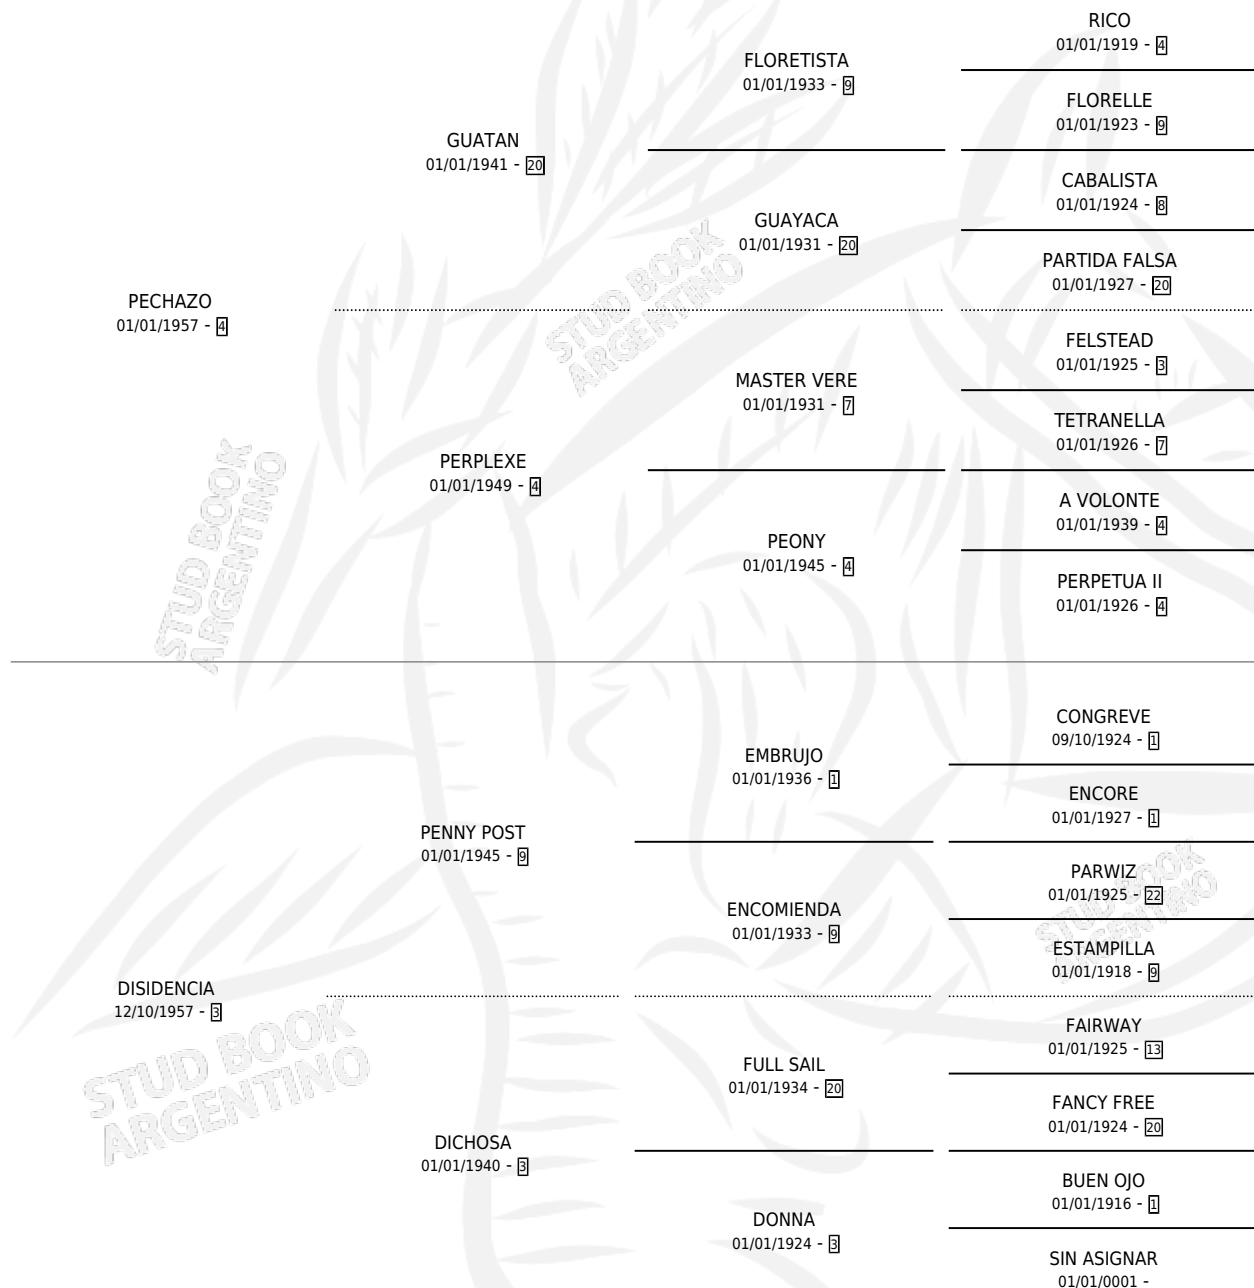 RICO
01/01/1919 - 4
FLORETISTA
01/01/1933 - 9
FLORELLE
01/01/1923 - 9
GUATAN
01/01/1941 - 20
CABALISTA
01/01/1924 - 8
GUAYACA
01/01/1931 - 20
PARTIDA FALSA
01/01/1927 - 20
PECHAZO
01/01/1957 - 4
STUD BOOK
ARGENTINO
FELSTEAD
01/01/1925 - 3
MASTER VERE
01/01/1931 - 7
TETRANELLA
01/01/1926 - 7
PERPLEXE
01/01/1949 - 4
A VOLONTE
01/01/1939 - 4
PEONY
01/01/1945 - 4
PERPETUA II
01/01/1926 - 4
STUD BOOK
ARGENTINO
CONGREVE
09/10/1924 - 1
EMBRUJO
01/01/1936 - 1
ENCORE
01/01/1927 - 1
PENNY POST
01/01/1945 - 9
PARWIZ
01/01/1925 - 22
ENCOMIENDA
01/01/1933 - 9
ESTAMPILLA
01/01/1918 - 9
STUD BOOK
ARGENTINO
DISIDENCIA
12/10/1957 - 3
FAIRWAY
01/01/1925 - 13
FULL SAIL
01/01/1934 - 20
FANCY FREE
01/01/1924 - 20
STUD BOOK
ARGENTINO
DICHOSA
01/01/1940 - 3
BUEN OJO
01/01/1916 - 1
DONNA
01/01/1924 - 3
SIN ASIGNAR
01/01/0001 -